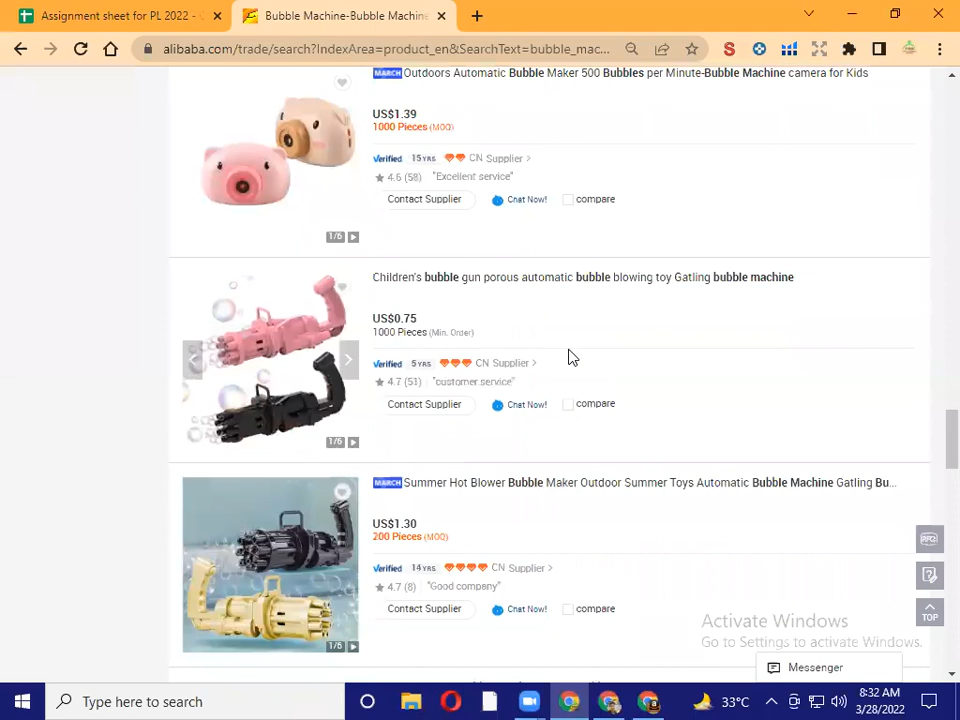 Assignment sheet for PL 2022 -
Bubble Machine-Bubble Machine
alibaba.com/trade/search?IndexArea=product_en&SearchText=bubble_mac...
MARCH Outdoors Automatic Bubble Maker 500 Bubbles per Minute-Bubble Machine camera for Kids
US$1.39
1000 Pieces (MOQ)
Verified 15YRS CN Supplier >
4.6 (58) "Excellent service"
Contact Supplier Chat Now! compare
1/6
Children's bubble gun porous automatic bubble blowing toy Gatling bubble machine
US$0.75
1000 Pieces (Min. Order)
Verified 5YRS CN Supplier >
4.7 (51) "customer service"
Contact Supplier Chat Now! compare
1/6
MARCH Summer Hot Blower Bubble Maker Outdoor Summer Toys Automatic Bubble Machine Gatling Bu...
US$1.30
200 Pieces (MOQ)
Verified 14YRS CN Supplier >
4.7 (8) "Good company"
Contact Supplier Chat Now! compare
1/6
RFQ
TOP
Activate Windows
Go to Settings to activate Windows.
Messenger
Type here to search
33°C
8:32 AM
3/28/2022